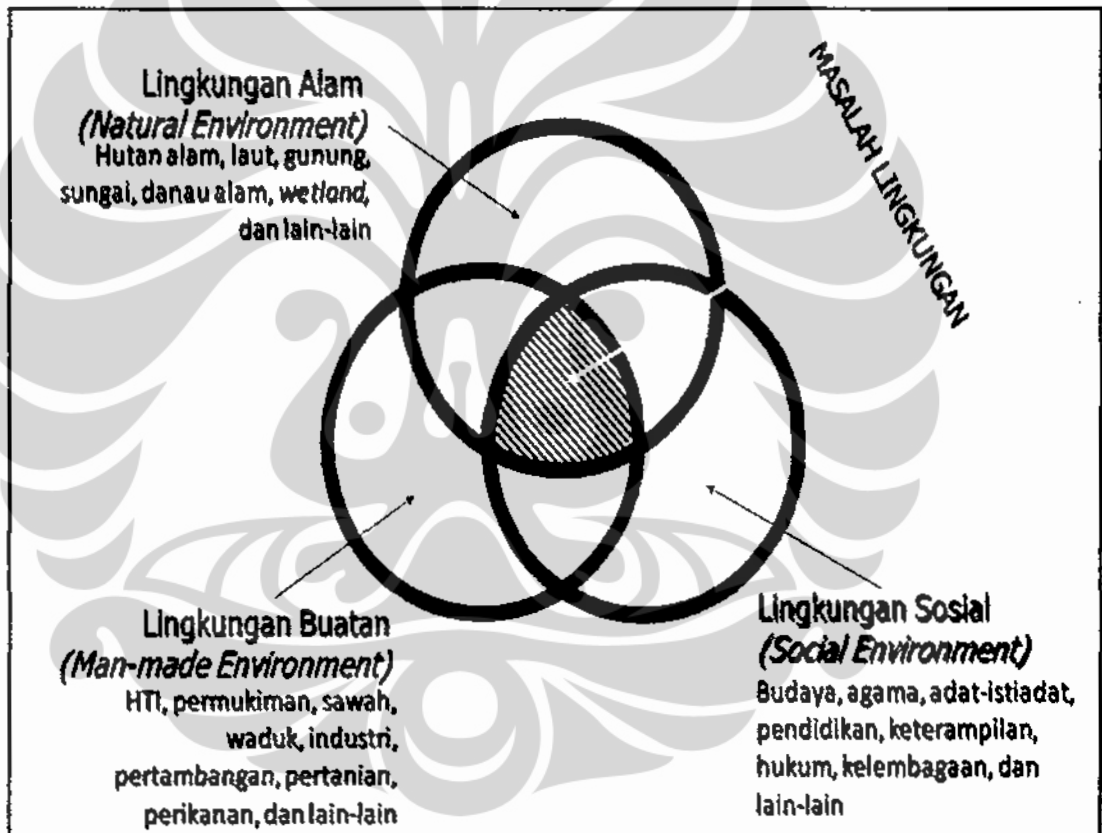 Lingkungan Alam
(Natural Environment)
Hutan alam, laut, gunung,
sungai, danau alam, wetland,
dan lain-lain
MASALAH LINGKUNGAN
Lingkungan Buatan
(Man-made Environment)
HTI, permukiman, sawah,
waduk, industri,
pertambangan, pertanian,
perikanan, dan lain-lain
Lingkungan Sosial
(Social Environment)
Budaya, agama, adat-istiadat,
pendidikan, keterampilan,
hukum, kelembagaan, dan
lain-lain